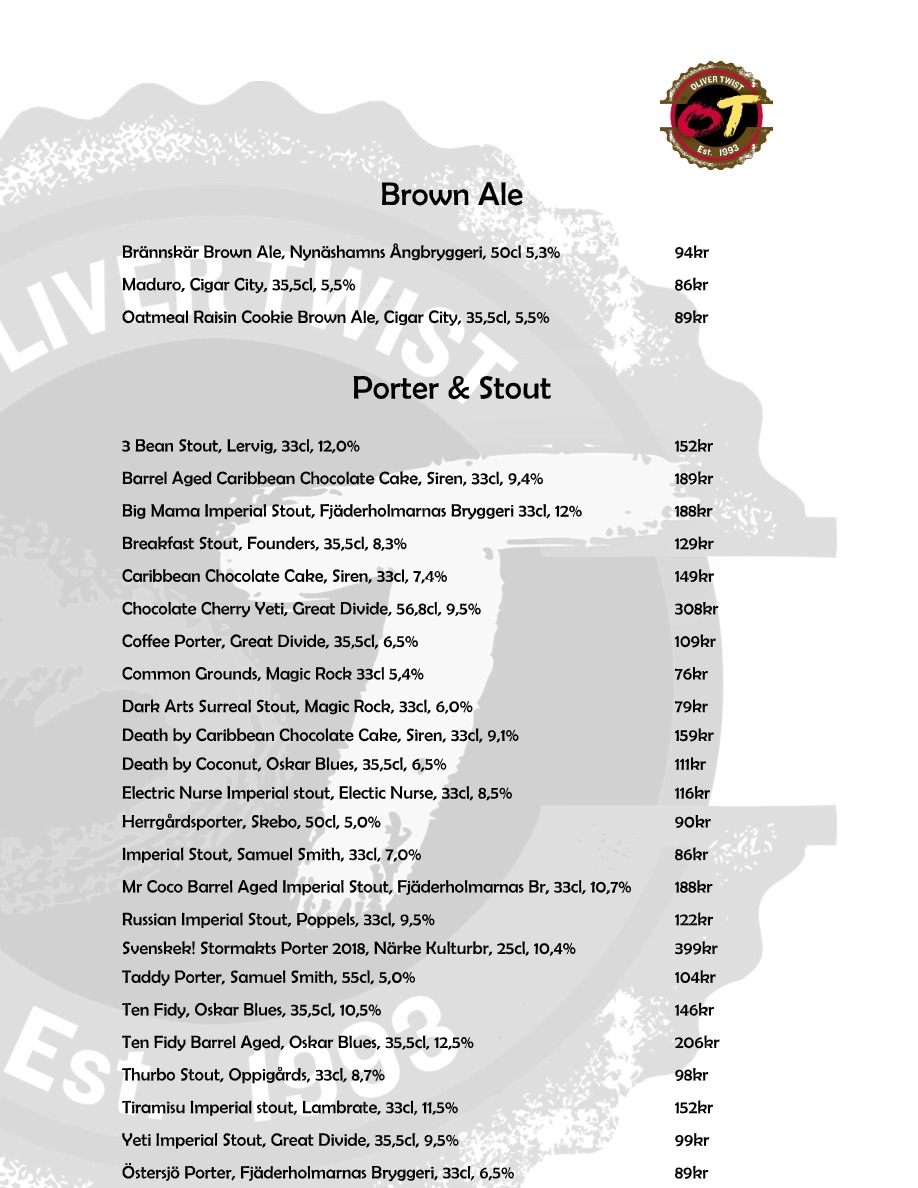 OLIVER TWIST
OT
Est. 1993
Brown Ale
Brännskär Brown Ale, Nynäshamns Ångbryggeri, 50cl 5,3% 94kr
Maduro, Cigar City, 35,5cl, 5,5% 86kr
Oatmeal Raisin Cookie Brown Ale, Cigar City, 35,5cl, 5,5% 89kr
LIVER TWIST
Porter & Stout
3 Bean Stout, Lervig, 33cl, 12,0% 152kr
Barrel Aged Caribbean Chocolate Cake, Siren, 33cl, 9,4% 189kr
Big Mama Imperial Stout, Fjäderholmarnas Bryggeri 33cl, 12% 188kr
Breakfast Stout, Founders, 35,5cl, 8,3% 129kr
Caribbean Chocolate Cake, Siren, 33cl, 7,4% 149kr
Chocolate Cherry Yeti, Great Divide, 56,8cl, 9,5% 308kr
Coffee Porter, Great Divide, 35,5cl, 6,5% 109kr
Common Grounds, Magic Rock 33cl 5,4% 76kr
Dark Arts Surreal Stout, Magic Rock, 33cl, 6,0% 79kr
Death by Caribbean Chocolate Cake, Siren, 33cl, 9,1% 159kr
Death by Coconut, Oskar Blues, 35,5cl, 6,5% 111kr
Electric Nurse Imperial stout, Electic Nurse, 33cl, 8,5% 116kr
Herrgårdsporter, Skebo, 50cl, 5,0% 90kr
Imperial Stout, Samuel Smith, 33cl, 7,0% 86kr
Mr Coco Barrel Aged Imperial Stout, Fjäderholmarnas Br, 33cl, 10,7% 188kr
Russian Imperial Stout, Poppels, 33cl, 9,5% 122kr
Svenskek! Stormakts Porter 2018, Närke Kulturbr, 25cl, 10,4% 399kr
Taddy Porter, Samuel Smith, 55cl, 5,0% 104kr
Ten Fidy, Oskar Blues, 35,5cl, 10,5% 146kr
Ten Fidy Barrel Aged, Oskar Blues, 35,5cl, 12,5% 206kr
Thurbo Stout, Oppigårds, 33cl, 8,7% 98kr
Tiramisu Imperial stout, Lambrate, 33cl, 11,5% 152kr
Yeti Imperial Stout, Great Divide, 35,5cl, 9,5% 99kr
Östersjö Porter, Fjäderholmarnas Bryggeri, 33cl, 6,5% 89kr
Est. 1993